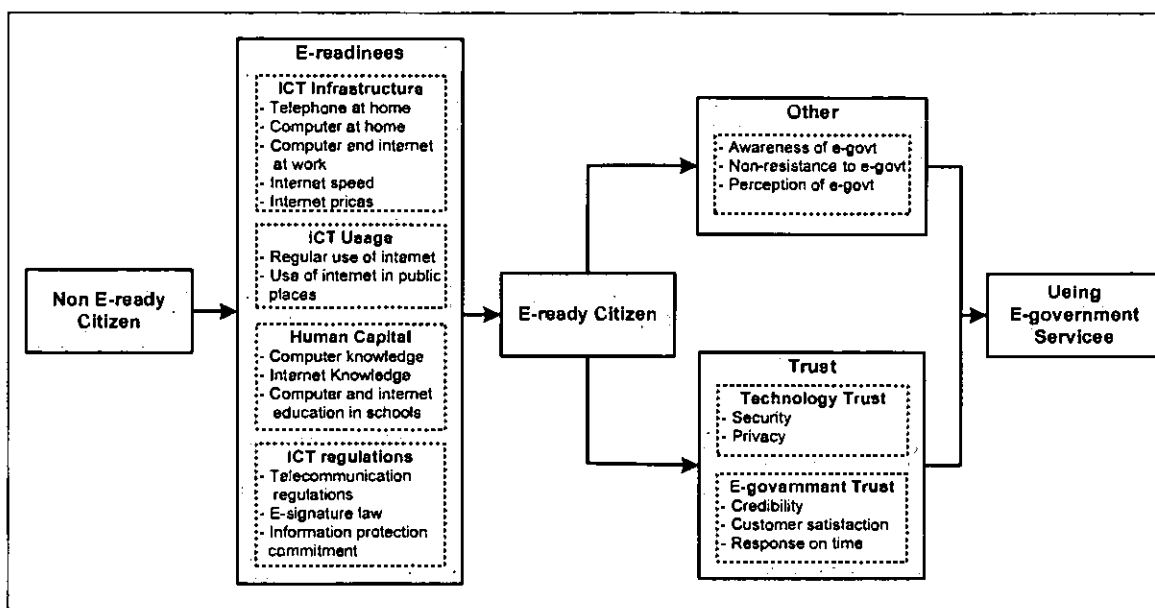 E-readinees
ICT Infrastructure
- Telephone at home
- Computer at home
- Computer and internet
at work
- Internet speed
- Internet pricas
ICT Usage
- Regular use of internet
- Use of internet in public
places
Human Capital
- Computer knowledge
- Internet Knowledge
- Computer and internet
education in schools
ICT regulations
- Telecommunication
regulations
- E-signature law
- Information protection
commitment
Non E-ready
Citizen
E-ready Citizen
Other
- Awareness of e-govt
- Non-resistance to e-govt
- Perception of e-govt
Trust
Technology Trust
- Security
- Privacy
E-governmant Trust
- Credibility
- Customer satisfaction
- Response on time
Ueing
E-government
Servicee